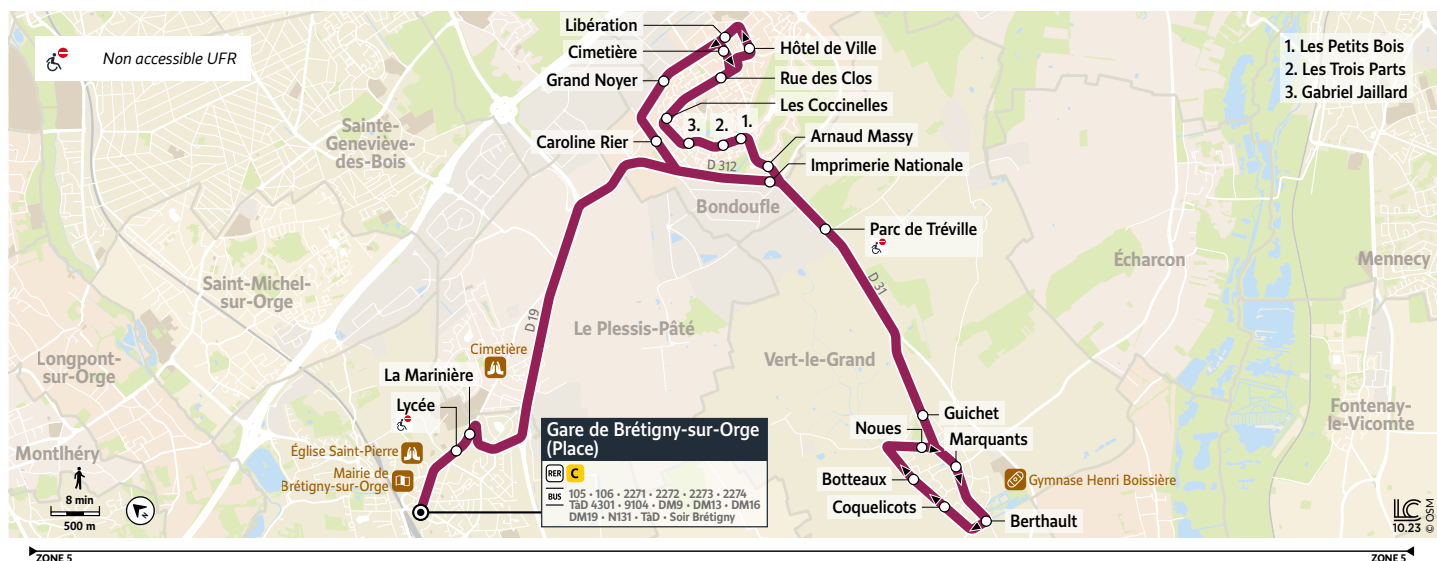 Non accessible UFR
Libération
Cimetière
Grand Noyer
Caroline Rier
Hôtel de Ville
Rue des Clos
Les Coccinelles
3.
2.
1.
Arnaud Massy
Imprimerie Nationale
1. Les Petits Bois
2. Les Trois Parts
3. Gabriel Jaillard
Sainte-
Geneviève-
des-Bois
D 312
Bondoufle
Parc de Tréville
D 31
Écharcon
Mennecy
Saint-Michel-
sur-Orge
D 19
Le Plessis-Pâté
Vert-le-Grand
Longpont-
sur-Orge
Cimetière
La Marinière
Lycée
Église Saint-Pierre
Mairie de
Brétigny-sur-Orge
Montlhéry
8 min
500 m
Gare de Brétigny-sur-Orge
(Place)
RER C
BUS
105 • 106 • 2271 • 2272 • 2273 • 2274
TàD 4301 • 9104 • DM9 • DM13 • DM16
DM19 • N131 • TàD • Soir Brétigny
Guichet
Noues
Marquants
Botteaux
Coquelicots
Berthault
Gymnase Henri Boissière
Fontenay-
le-Vicomte
LC
10.23
© OSM
ZONE 5
ZONE 5